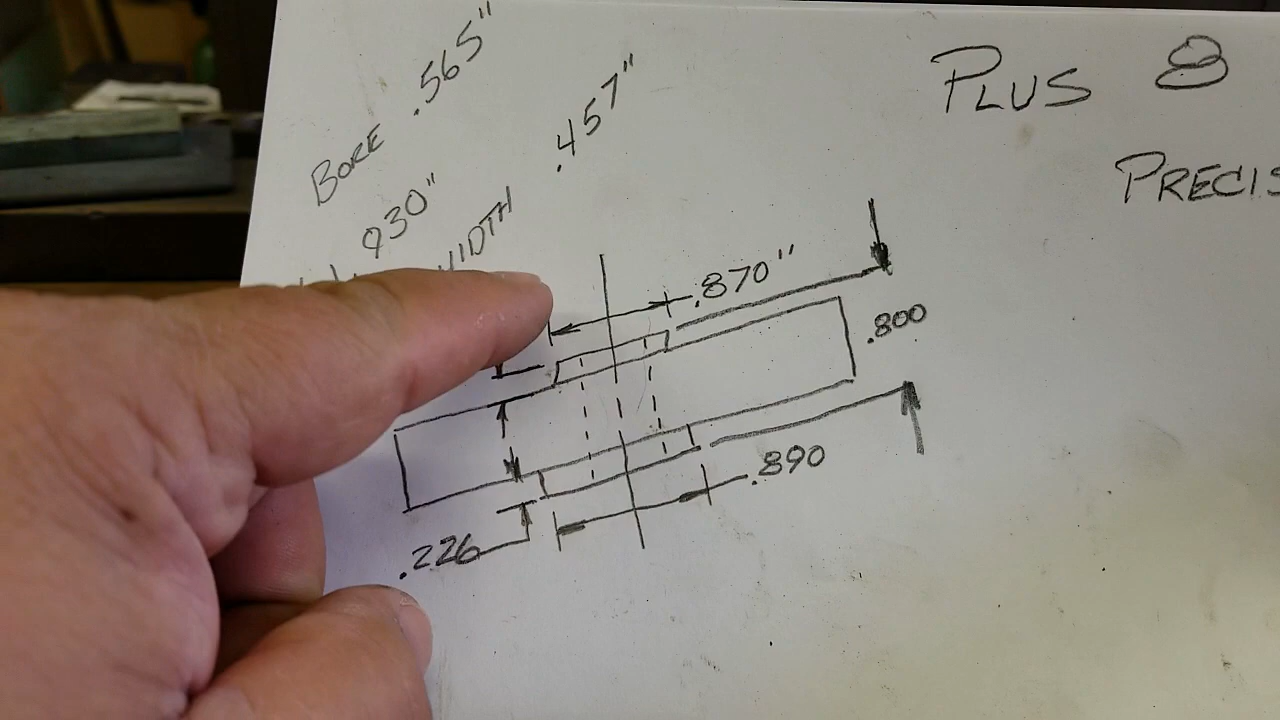 BORE .565"
.930"
WIDTH .457"
PLUS 8
PRECIS
.870"
.800
.890
.226